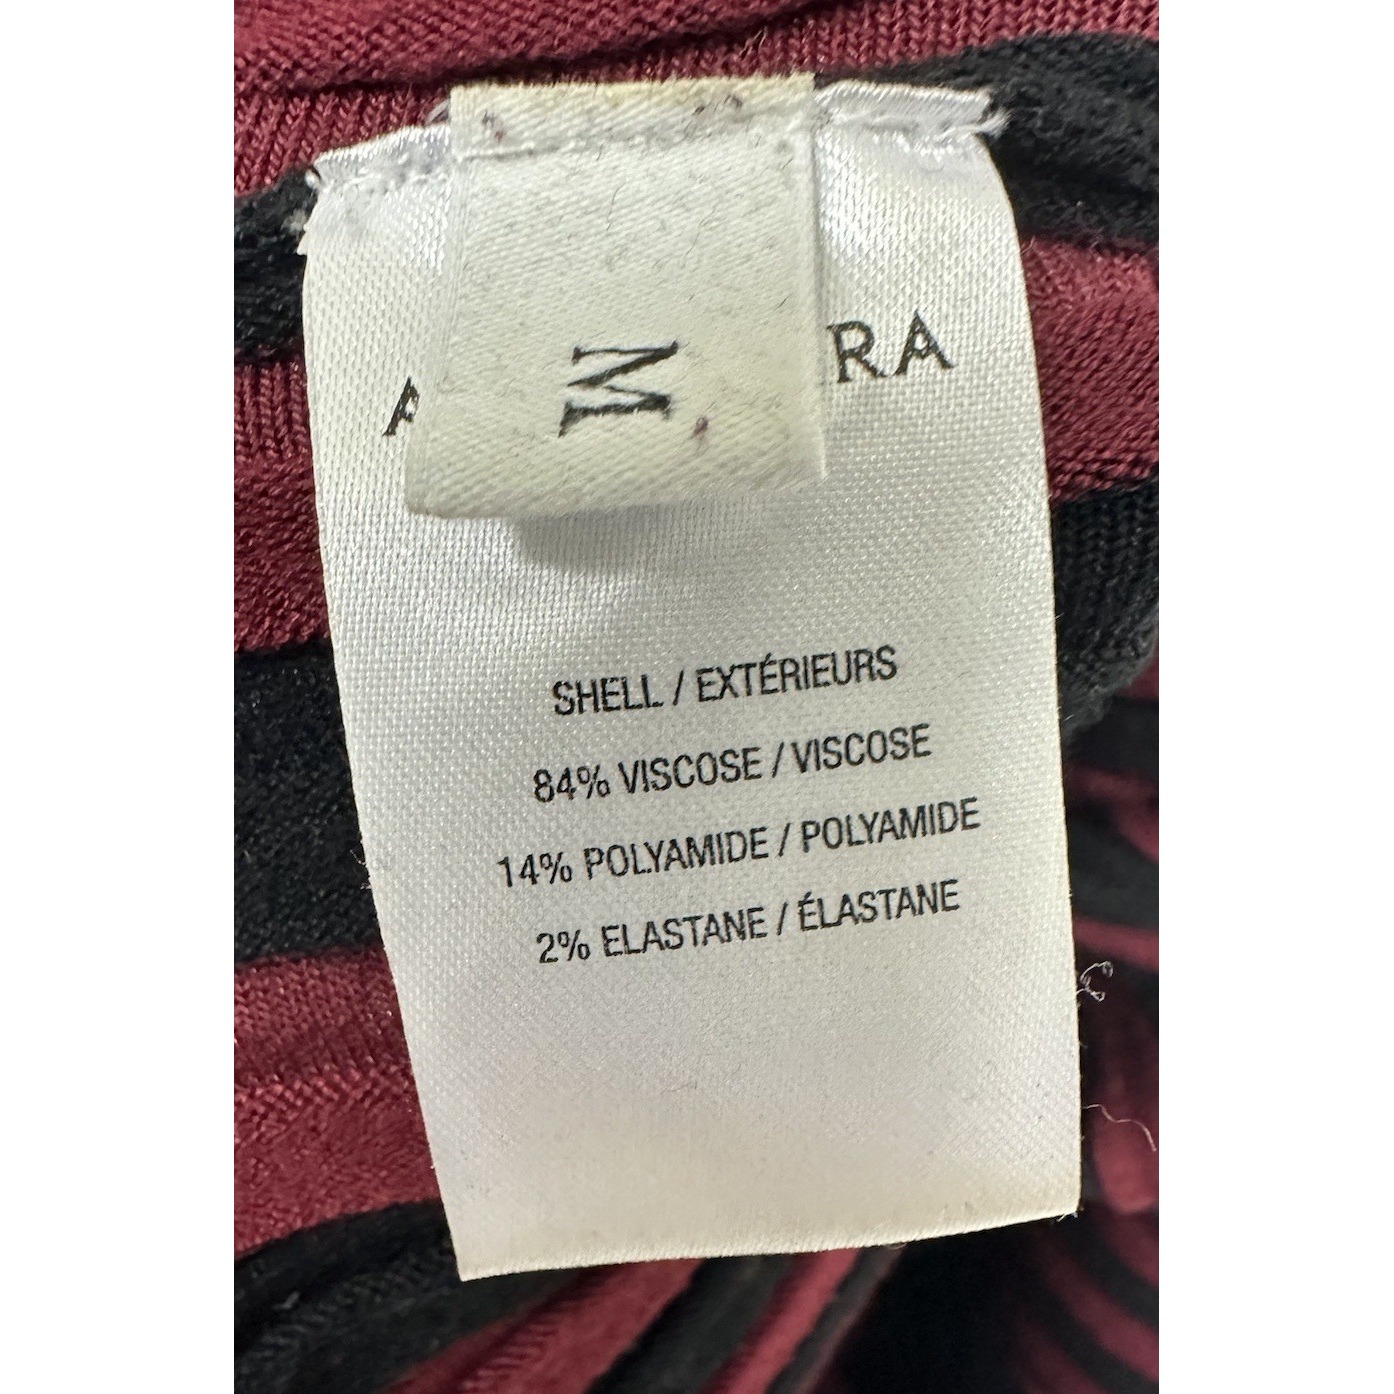 M
RA
SHELL / EXTÉRIEURS
84% VISCOSE / VISCOSE
14% POLYAMIDE / POLYAMIDE
2% ELASTANE / ÉLASTANE